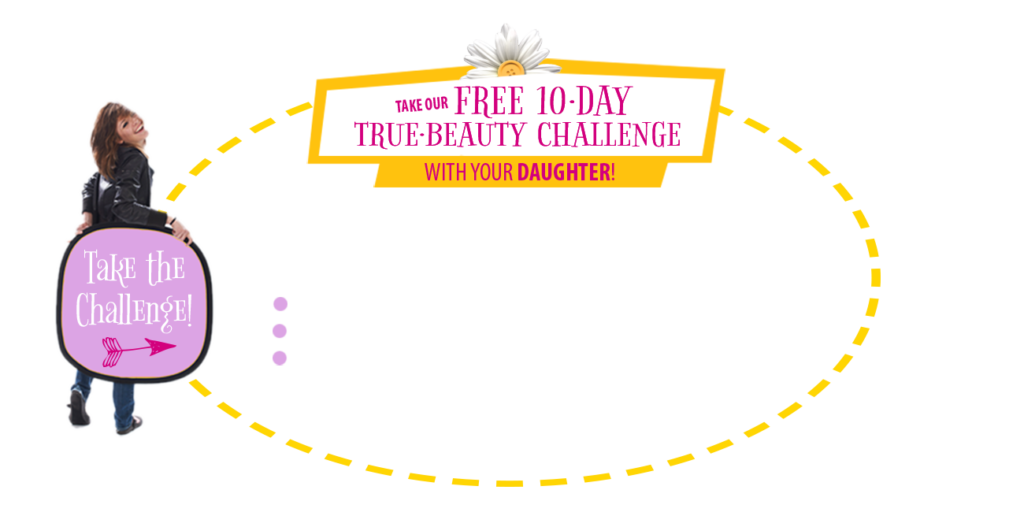 TAKE OUR FREE 10-DAY
TRUE-BEAUTY CHALLENGE
WITH YOUR DAUGHTER!
Take the
Challenge!